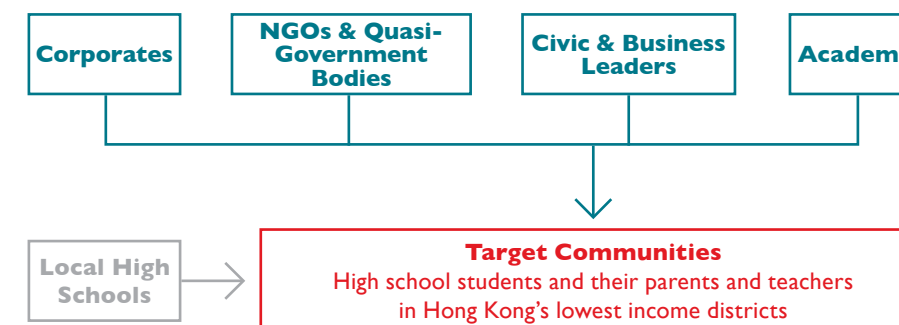 Corporates
NGOs & Quasi-
Government
Bodies
Civic & Business
Leaders
Academ
Local High
Schools
Target Communities
High school students and their parents and teachers
in Hong Kong's lowest income districts